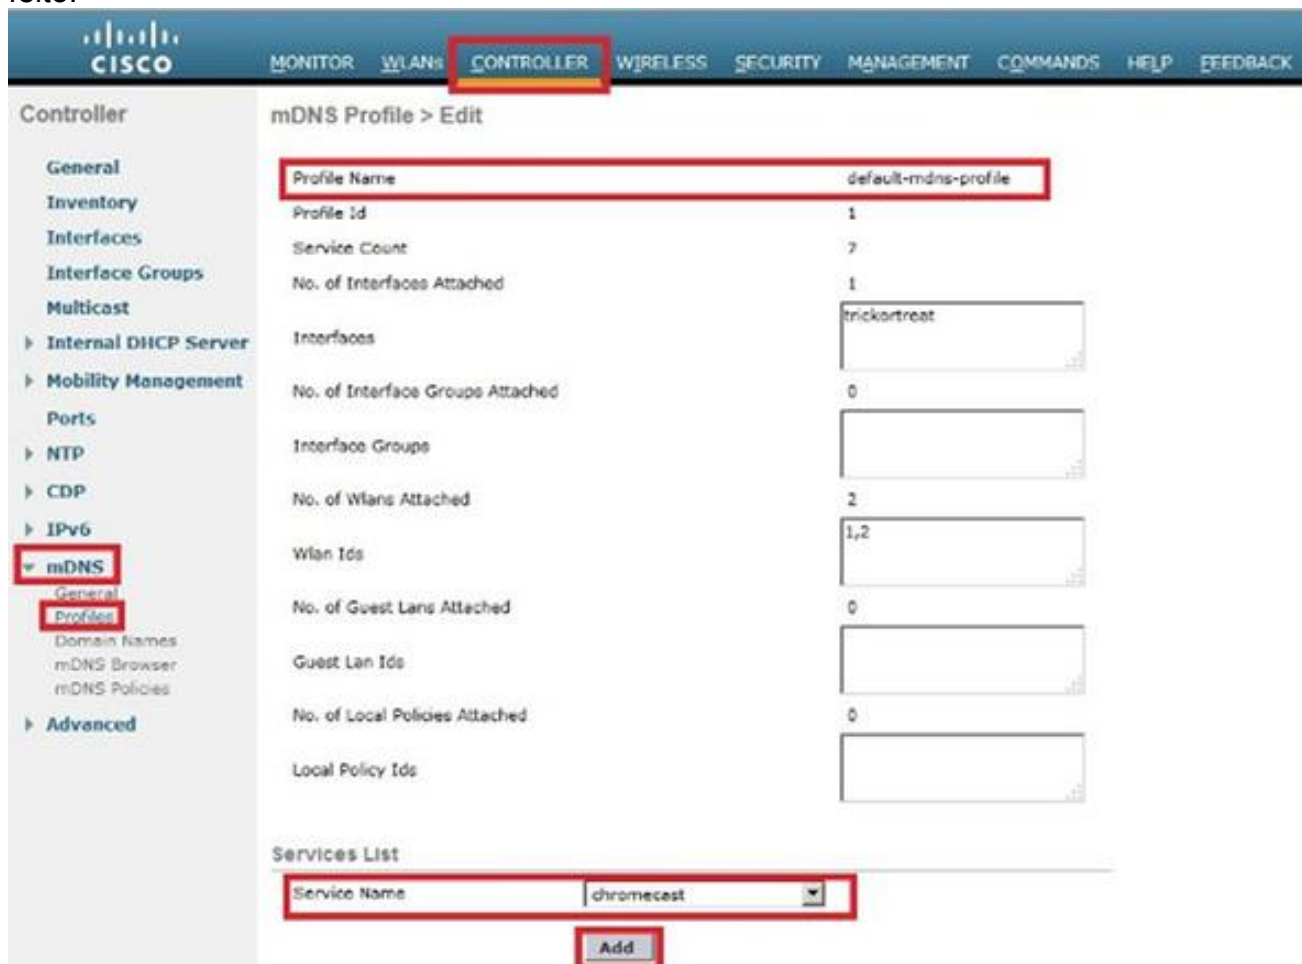 CISCO
MONITOR WLANs CONTROLLER WIRELESS SECURITY MANAGEMENT COMMANDS HELP FEEDBACK
Controller
General
Inventory
Interfaces
Interface Groups
Multicast
Internal DHCP Server
Mobility Management
Ports
NTP
CDP
IPv6
mDNS
General
Profiles
Domain Names
mDNS Browser
mDNS Policies
Advanced
mDNS Profile > Edit
Profile Name default-mdns-profile
Profile Id 1
Service Count 7
No. of Interfaces Attached 1
Interfaces trickortreat
No. of Interface Groups Attached 0
Interface Groups
No. of Wlans Attached 2
Wlan Ids 1,2
No. of Guest Lans Attached 0
Guest Lan Ids
No. of Local Policies Attached 0
Local Policy Ids
Services List
Service Name chromecast
Add